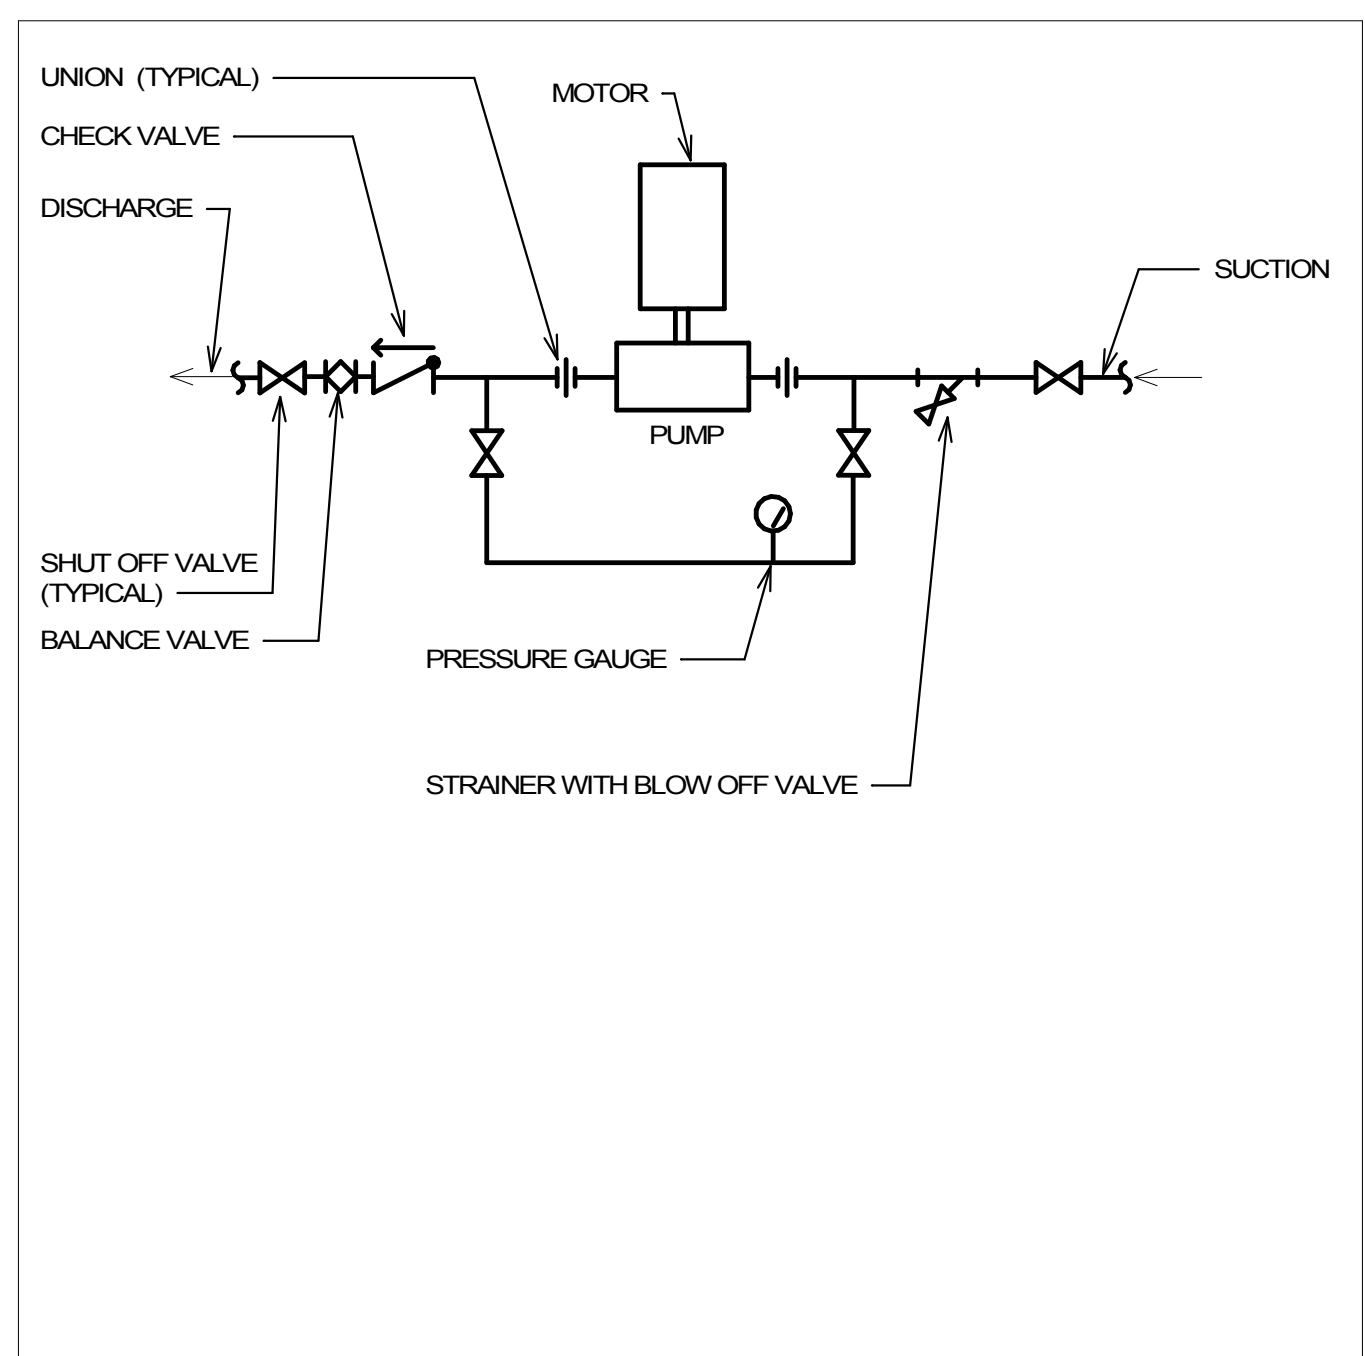 UNION (TYPICAL)
MOTOR
CHECK VALVE
DISCHARGE
SUCTION
PUMP
SHUT OFF VALVE
(TYPICAL)
BALANCE VALVE
PRESSURE GAUGE
STRAINER WITH BLOW OFF VALVE